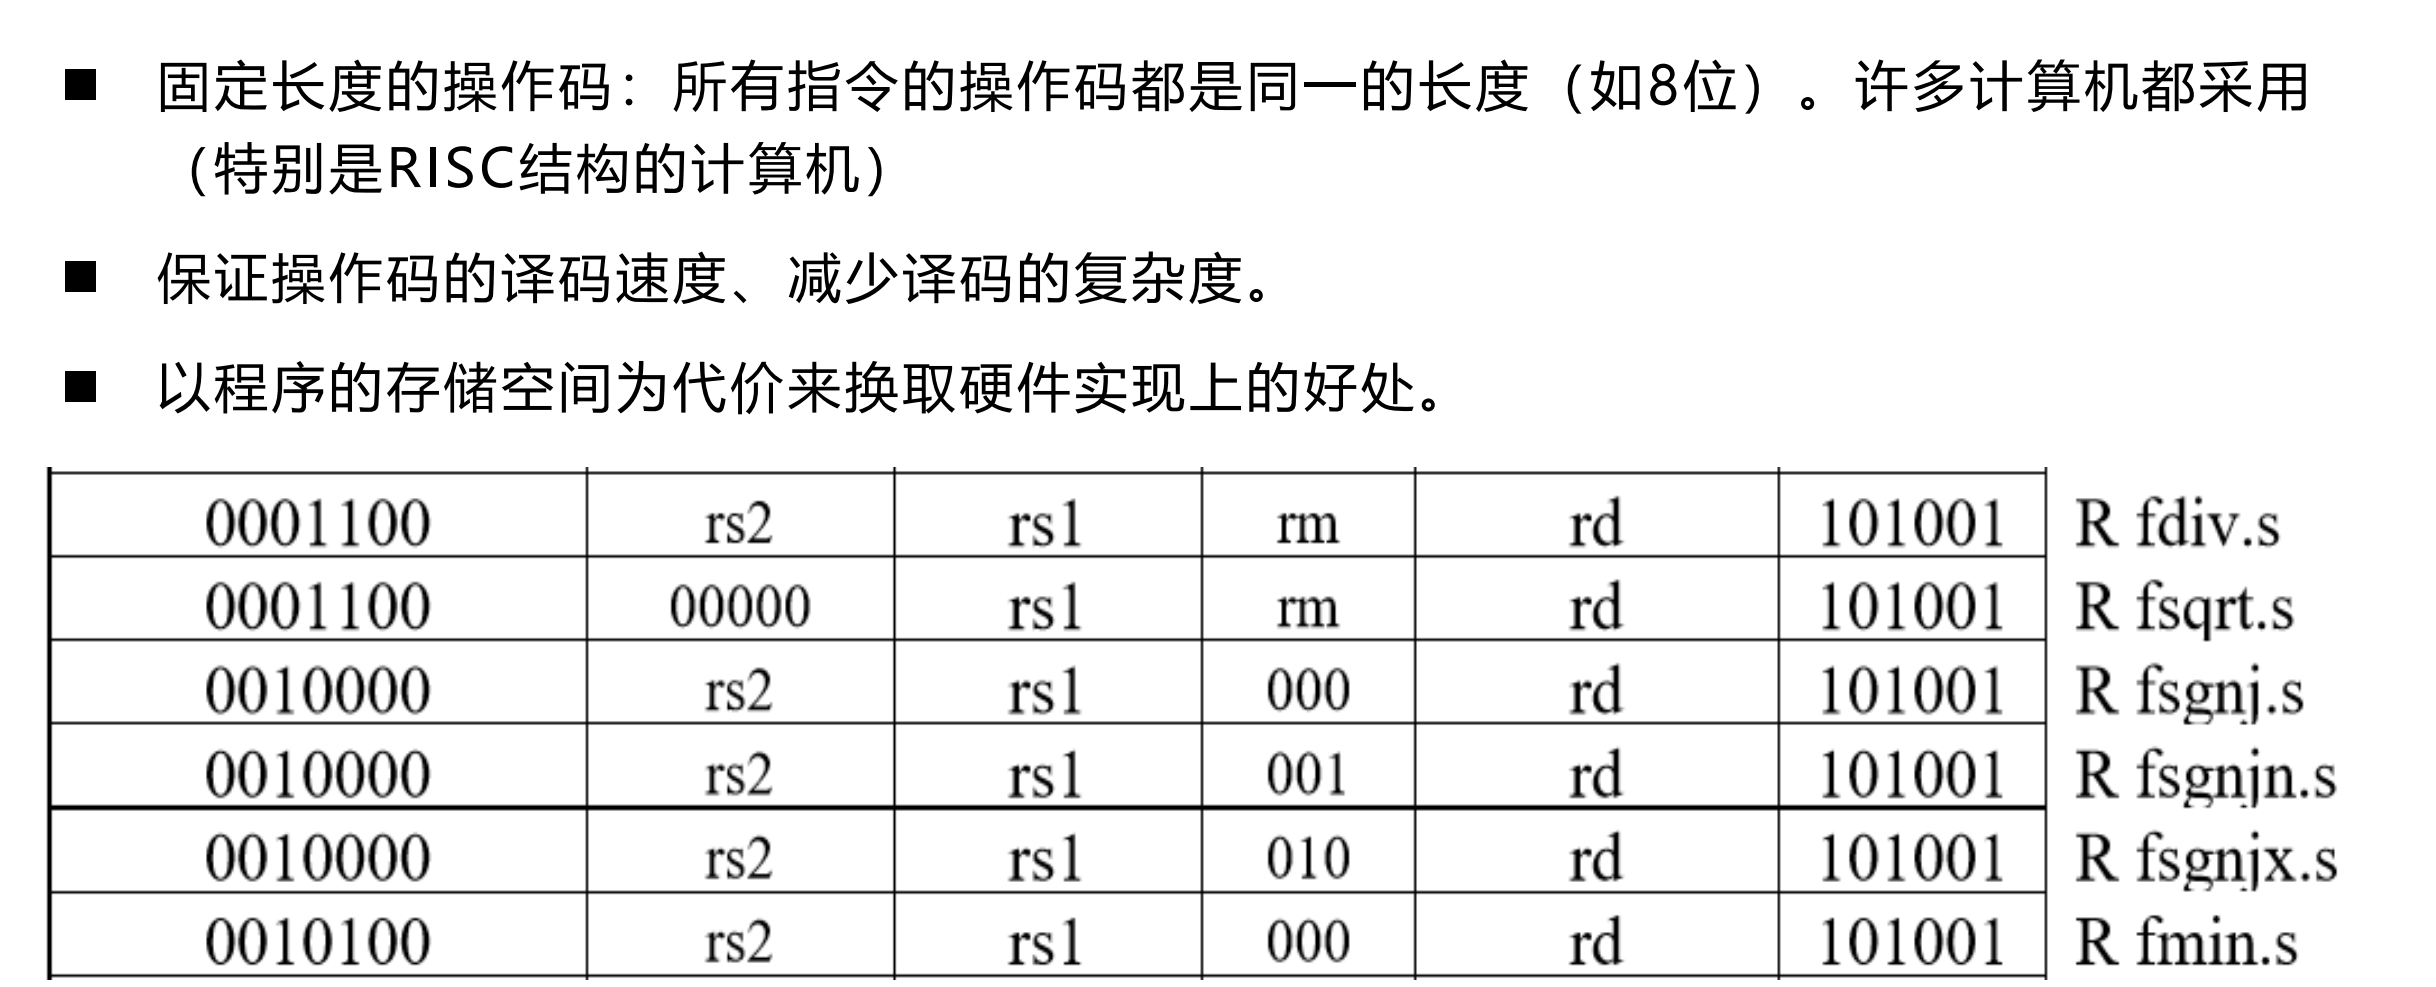 ■ 固定长度的操作码：所有指令的操作码都是同一的长度（如8位）。许多计算机都采用
（特别是RISC结构的计算机）
■ 保证操作码的译码速度、减少译码的复杂度。
■ 以程序的存储空间为代价来换取硬件实现上的好处。
0001100 rs2 rs1 rm rd 101001 R fdiv.s
0001100 00000 rs1 rm rd 101001 R fsqrt.s
0010000 rs2 rs1 000 rd 101001 R fsgnj.s
0010000 rs2 rs1 001 rd 101001 R fsgnjn.s
0010000 rs2 rs1 010 rd 101001 R fsgnjx.s
0010100 rs2 rs1 000 rd 101001 R fmin.s